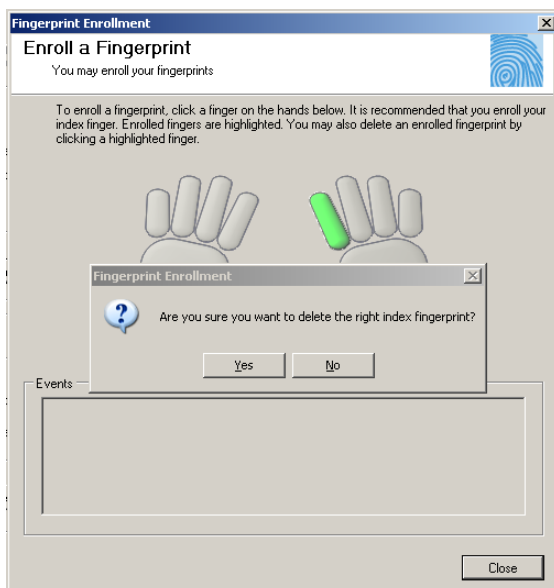 Fingerprint Enrollment
Enroll a Fingerprint
You may enroll your fingerprints
To enroll a fingerprint, click a finger on the hands below. It is recommended that you enroll your
index finger. Enrolled fingers are highlighted. You may also delete an enrolled fingerprint by
clicking a highlighted finger.
Fingerprint Enrollment
Are you sure you want to delete the right index fingerprint?
Yes No
Events
Close